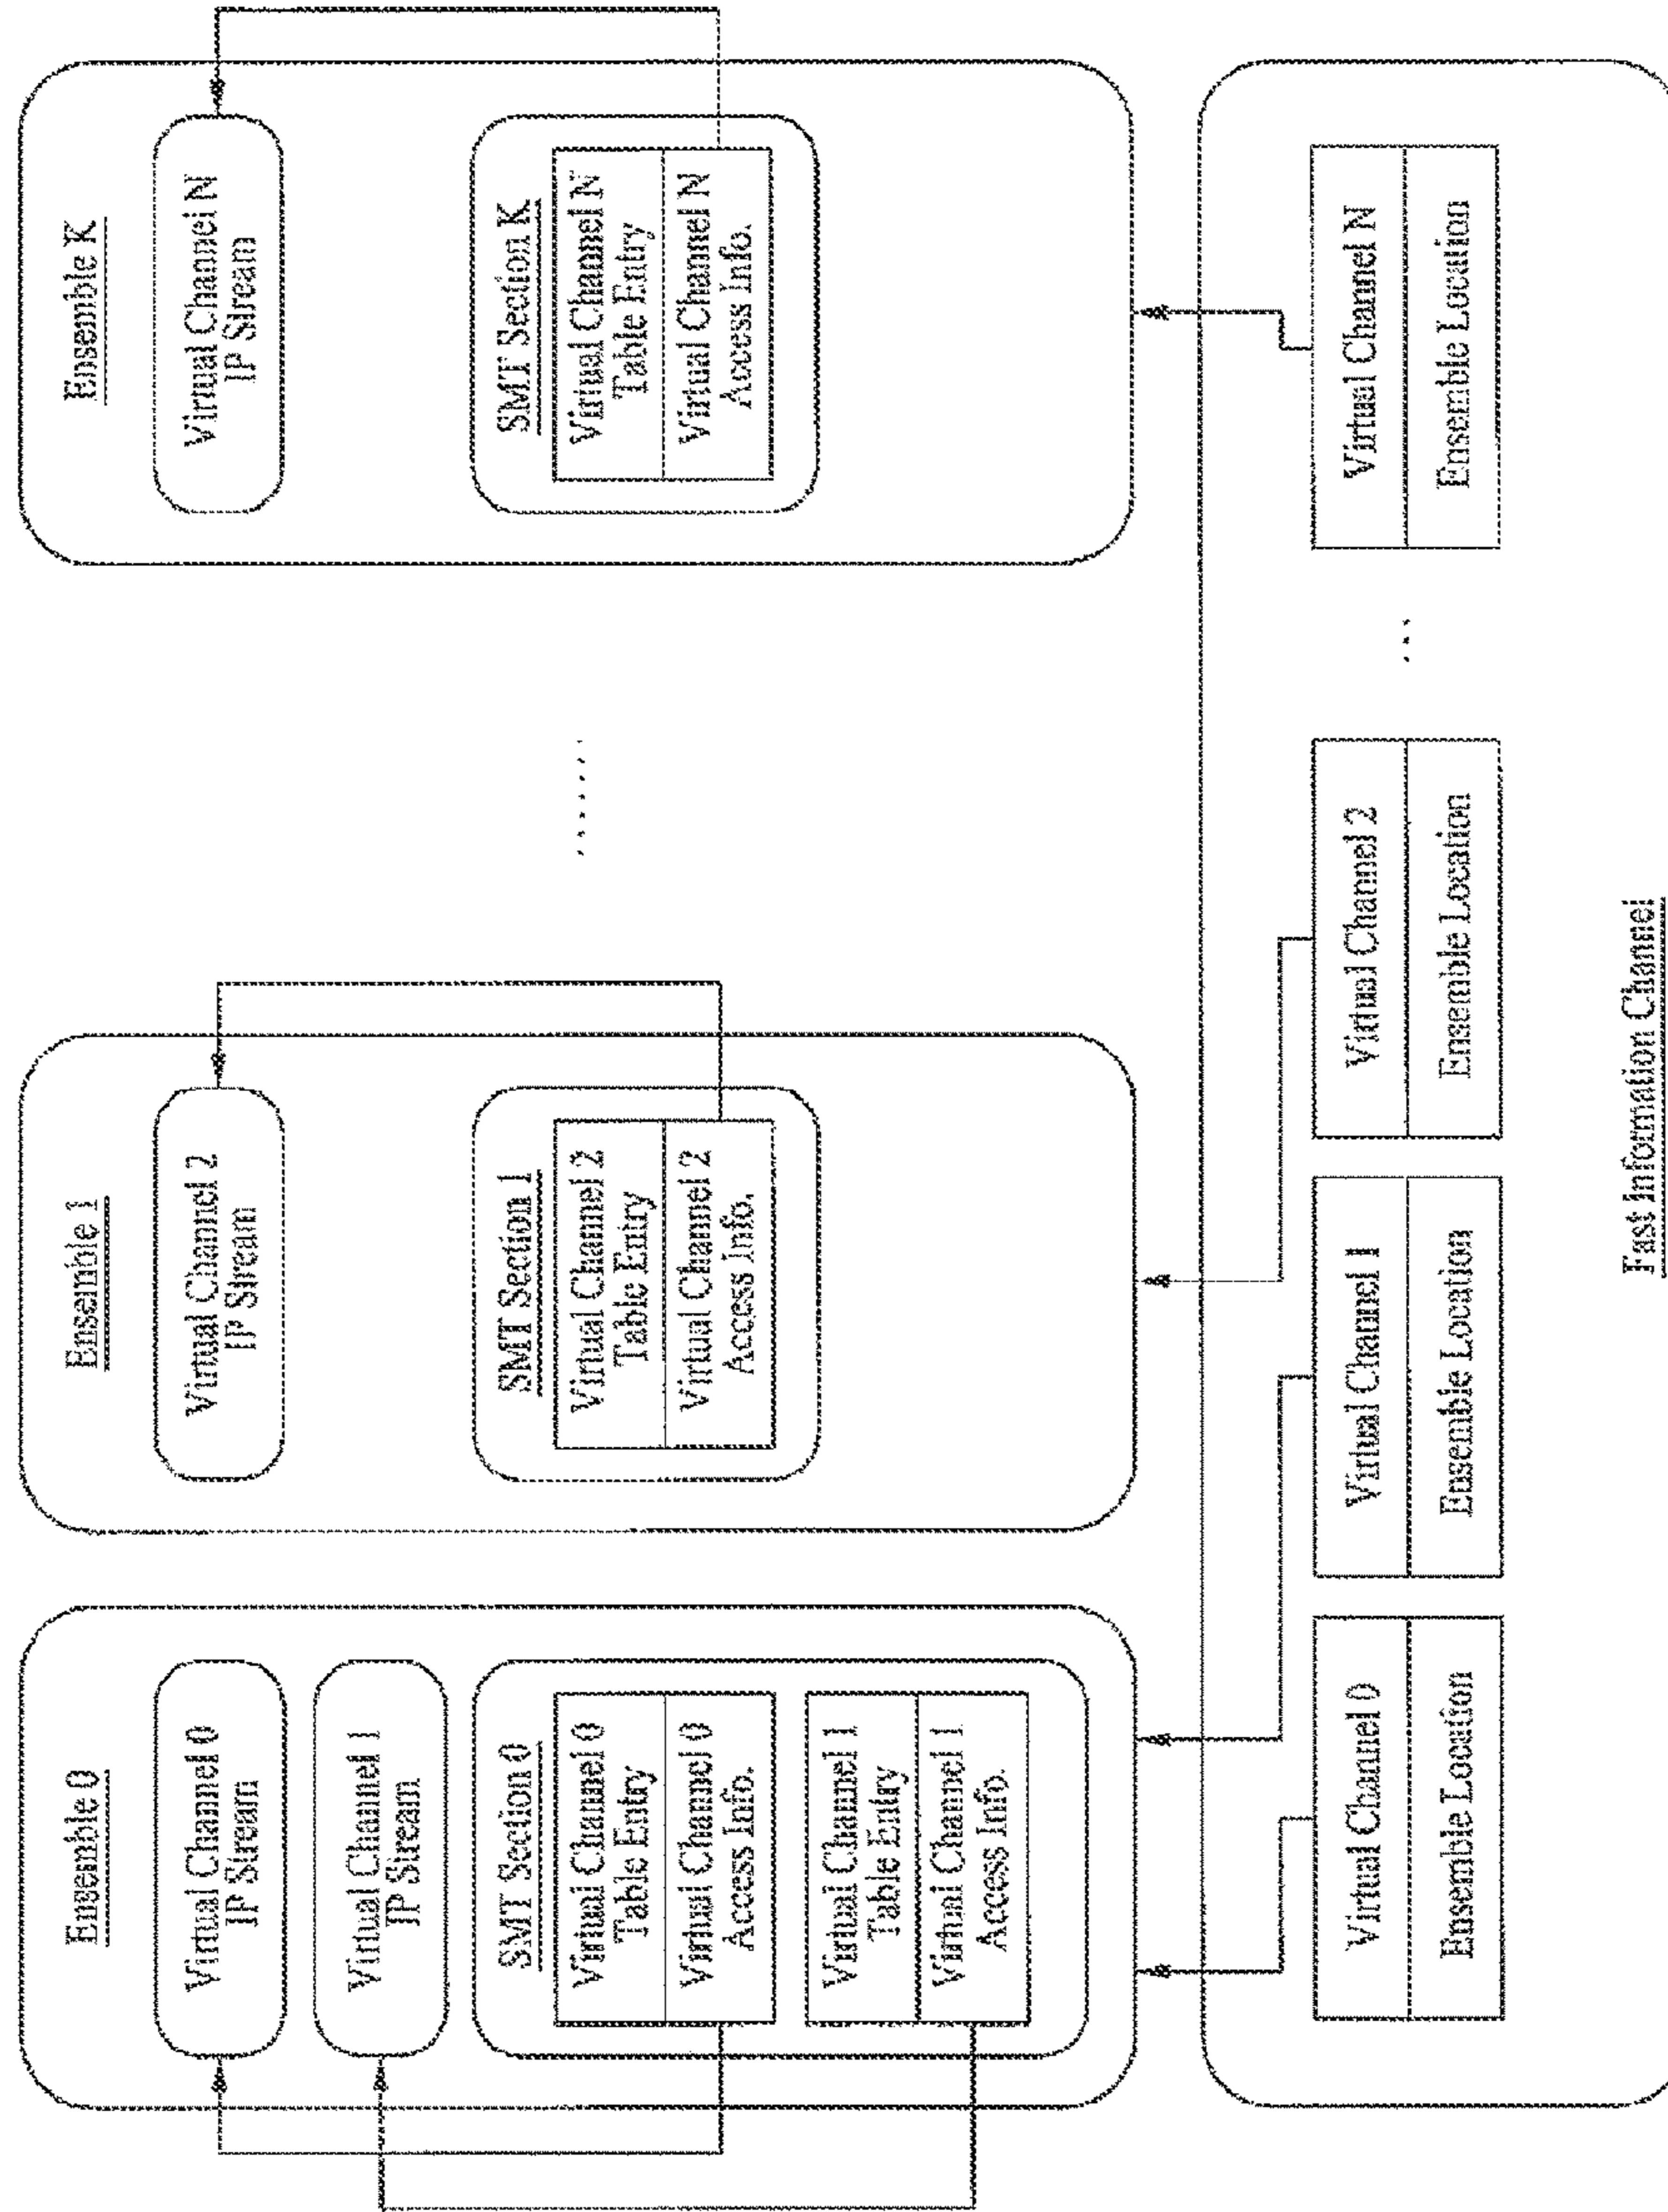 Ensemble 0
Virtual Channel 0
IP Stream
Virtual Channel 1
IP Stream
SMT Section 0
Virtual Channel 0
Table Entry
Virtual Channel 0
Access Info.
Virtual Channel 1
Table Entry
Virtual Channel 1
Access Info.
Ensemble 1
Virtual Channel 2
IP Stream
SMT Section 1
Virtual Channel 2
Table Entry
Virtual Channel 2
Access Info.
......
Ensemble K
Virtual Channel N
IP Stream
SMT Section K
Virtual Channel N
Table Entry
Virtual Channel N
Access Info.
Virtual Channel 0
Ensemble Location
Virtual Channel 1
Ensemble Location
Virtual Channel 2
Ensemble Location
...
Virtual Channel N
Ensemble Location
Fast Information Channel